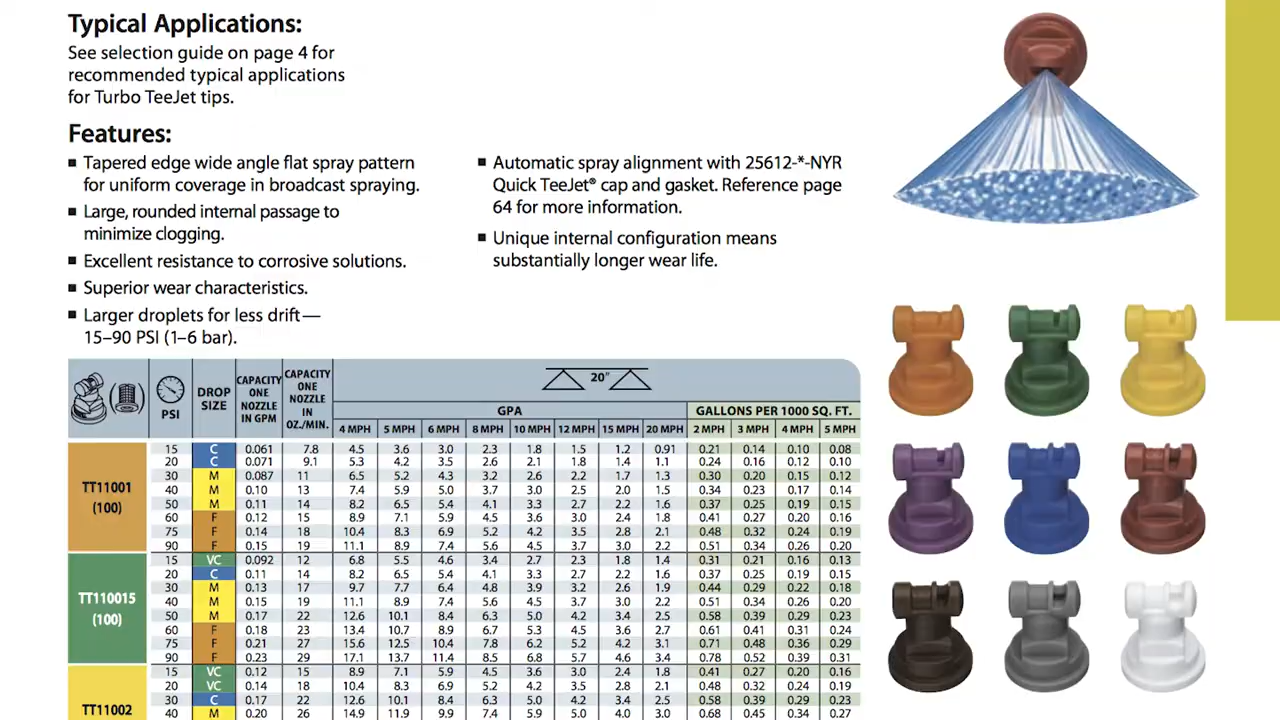 Typical Applications:
See selection guide on page 4 for
recommended typical applications
for Turbo TeeJet tips.
Features:
▪ Tapered edge wide angle flat spray pattern
for uniform coverage in broadcast spraying.
▪ Large, rounded internal passage to
minimize clogging.
▪ Excellent resistance to corrosive solutions.
▪ Superior wear characteristics.
▪ Larger droplets for less drift—
15–90 PSI (1–6 bar).
▪ Automatic spray alignment with 25612-*-NYR
Quick TeeJet® cap and gasket. Reference page
64 for more information.
▪ Unique internal configuration means
substantially longer wear life.
PSI
DROP
SIZE
CAPACITY
ONE
NOZZLE
IN GPM
CAPACITY
ONE
NOZZLE
IN
OZ./MIN.
20"
GPA GALLONS PER 1000 SQ. FT.
4 MPH 5 MPH 6 MPH 8 MPH 10 MPH 12 MPH 15 MPH 20 MPH 2 MPH 3 MPH 4 MPH 5 MPH
TT11001
(100)
15 C 0.061 7.8 4.5 3.6 3.0 2.3 1.8 1.5 1.2 0.91 0.21 0.14 0.10 0.08
20 C 0.071 9.1 5.3 4.2 3.5 2.6 2.1 1.8 1.4 1.1 0.24 0.16 0.12 0.10
30 M 0.087 11 6.5 5.2 4.3 3.2 2.6 2.2 1.7 1.3 0.30 0.20 0.15 0.12
40 M 0.10 13 7.4 5.9 5.0 3.7 3.0 2.5 2.0 1.5 0.34 0.23 0.17 0.14
50 M 0.11 14 8.2 6.5 5.4 4.1 3.3 2.7 2.2 1.6 0.37 0.25 0.19 0.15
60 F 0.12 15 8.9 7.1 5.9 4.5 3.6 3.0 2.4 1.8 0.41 0.27 0.20 0.16
75 F 0.14 18 10.4 8.3 6.9 5.2 4.2 3.5 2.8 2.1 0.48 0.32 0.24 0.19
90 F 0.15 19 11.1 8.9 7.4 5.6 4.5 3.7 3.0 2.2 0.51 0.34 0.26 0.20
TT110015
(100)
15 VC 0.092 12 6.8 5.5 4.6 3.4 2.7 2.3 1.8 1.4 0.31 0.21 0.16 0.13
20 C 0.11 14 8.2 6.5 5.4 4.1 3.3 2.7 2.2 1.6 0.37 0.25 0.19 0.15
30 M 0.13 17 9.7 7.7 6.4 4.8 3.9 3.2 2.6 1.9 0.44 0.29 0.22 0.18
40 M 0.15 19 11.1 8.9 7.4 5.6 4.5 3.7 3.0 2.2 0.51 0.34 0.26 0.20
50 M 0.17 22 12.6 10.1 8.4 6.3 5.0 4.2 3.4 2.5 0.58 0.39 0.29 0.23
60 F 0.18 23 13.4 10.7 8.9 6.7 5.3 4.5 3.6 2.7 0.61 0.41 0.31 0.24
75 F 0.21 27 15.6 12.5 10.4 7.8 6.2 5.2 4.2 3.1 0.71 0.48 0.36 0.29
90 F 0.23 29 17.1 13.7 11.4 8.5 6.8 5.7 4.6 3.4 0.78 0.52 0.39 0.31
TT11002
15 VC 0.12 15 8.9 7.1 5.9 4.5 3.6 3.0 2.4 1.8 0.41 0.27 0.20 0.16
20 VC 0.14 18 10.4 8.3 6.9 5.2 4.2 3.5 2.8 2.1 0.48 0.32 0.24 0.19
30 C 0.17 22 12.6 10.1 8.4 6.3 5.0 4.2 3.4 2.5 0.58 0.39 0.29 0.23
40 M 0.20 26 14.9 11.9 9.9 7.4 5.9 5.0 4.0 3.0 0.68 0.45 0.34 0.27